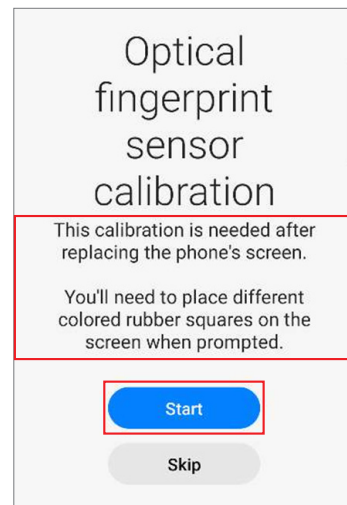 Optical
fingerprint
sensor
calibration
This calibration is needed after
replacing the phone's screen.
You'll need to place different
colored rubber squares on the
screen when prompted.
Start
Skip